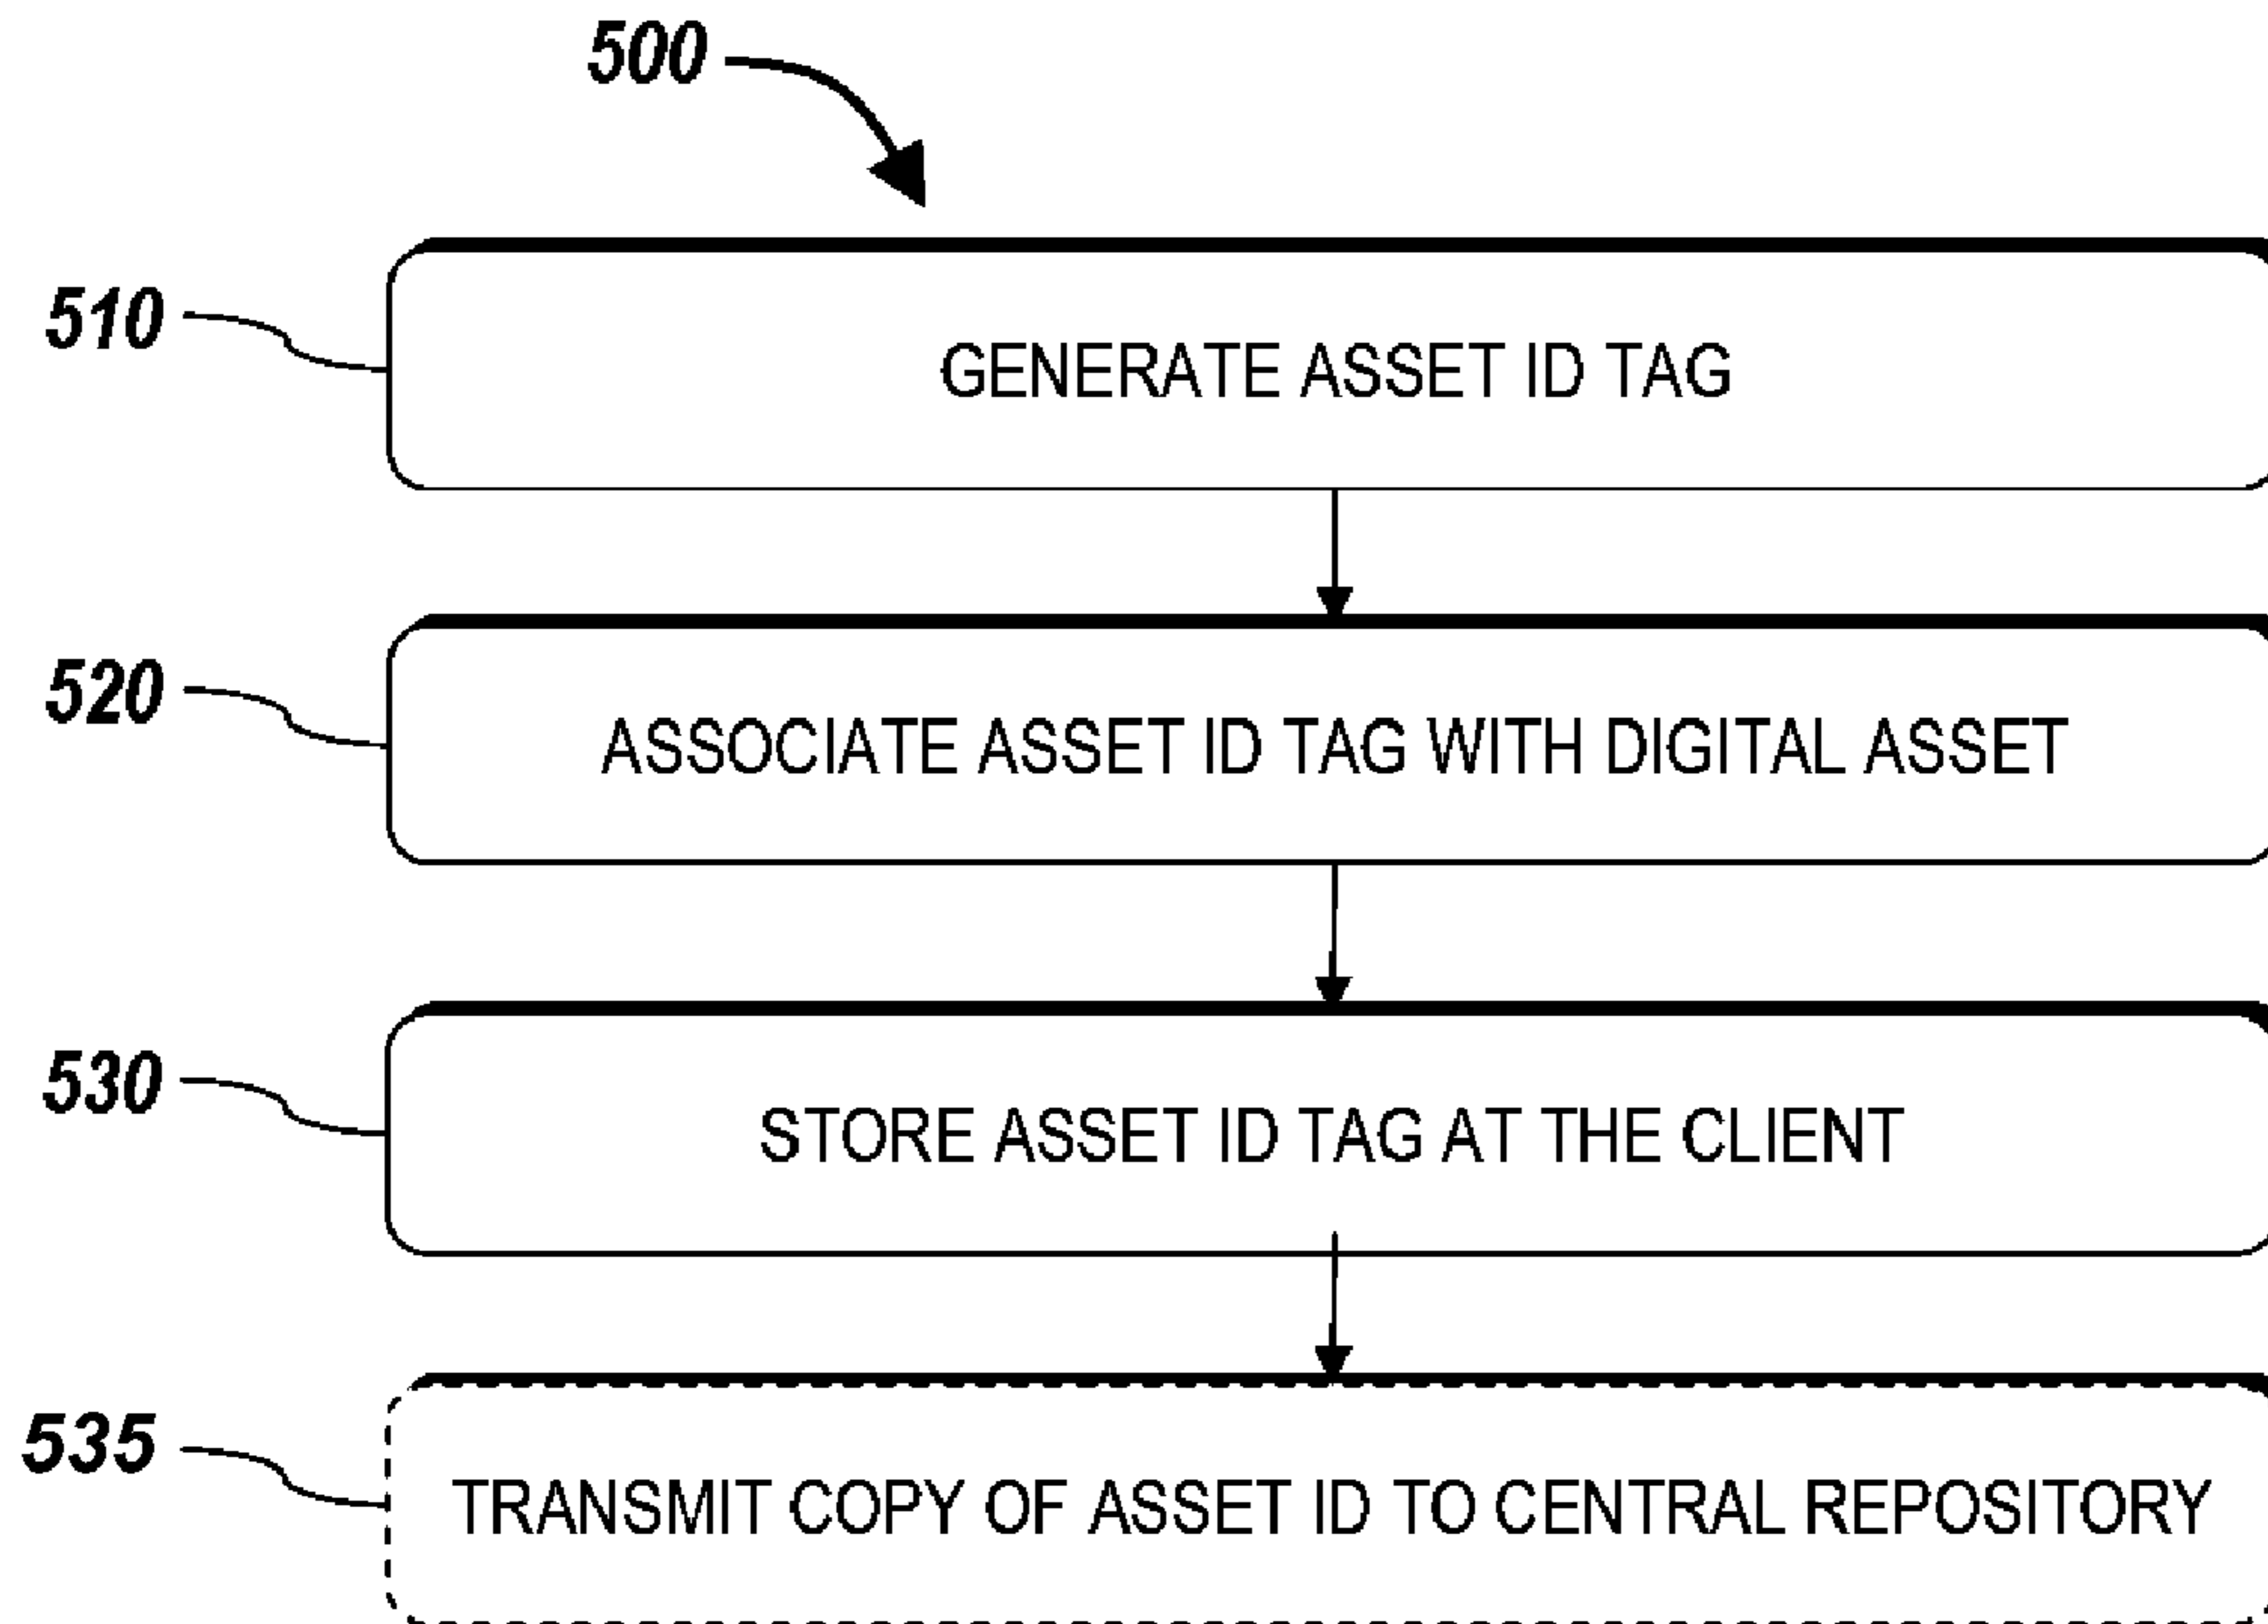 500
510
GENERATE ASSET ID TAG
520
ASSOCIATE ASSET ID TAG WITH DIGITAL ASSET
530
STORE ASSET ID TAG AT THE CLIENT
535
TRANSMIT COPY OF ASSET ID TO CENTRAL REPOSITORY